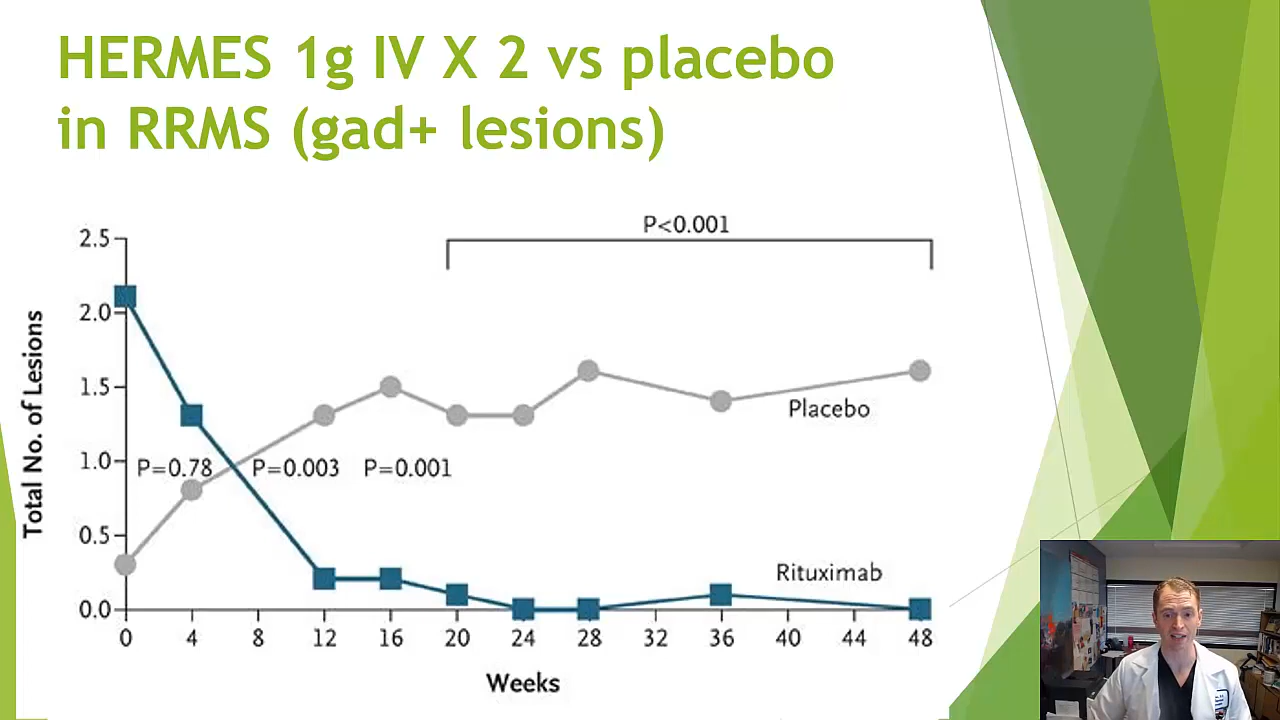 HERMES 1g IV X 2 vs placebo
in RRMS (gad+ lesions)
P<0.001
2.5
2.0
1.5
1.0
0.5
0.0
Total No. of Lesions
Placebo
P=0.78 P=0.003 P=0.001
Rituximab
0 4 8 12 16 20 24 28 32 36 40 44 48
Weeks